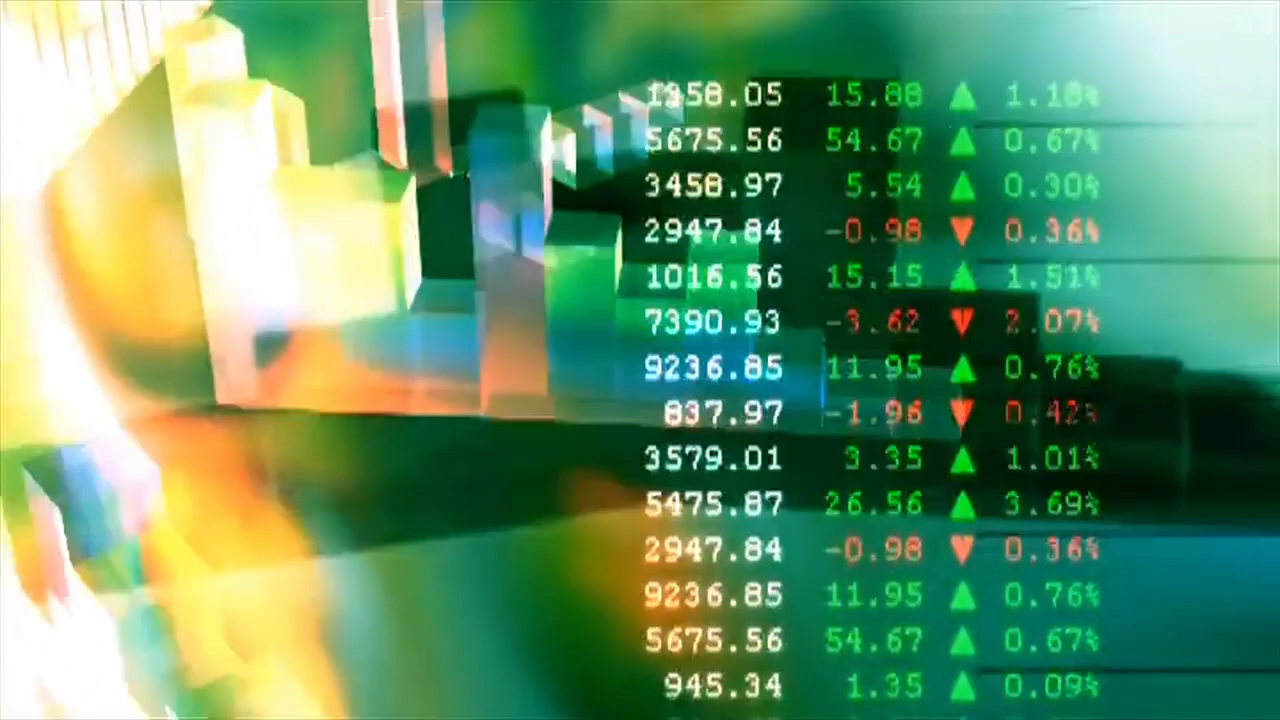 1358.05 15.88 ▲ 1.18%
5675.56 54.67 ▲ 0.67%
3458.97 5.54 ▲ 0.30%
2947.84 -0.98 ▼ 0.36%
1016.56 15.15 ▲ 1.51%
7390.93 -3.62 ▼ 2.07%
9236.85 11.95 ▲ 0.76%
837.97 -1.96 ▼ 0.42%
3579.01 3.35 ▲ 1.01%
5475.87 26.56 ▲ 3.69%
2947.84 -0.98 ▼ 0.36%
9236.85 11.95 ▲ 0.76%
5675.56 54.67 ▲ 0.67%
945.34 1.35 ▲ 0.09%